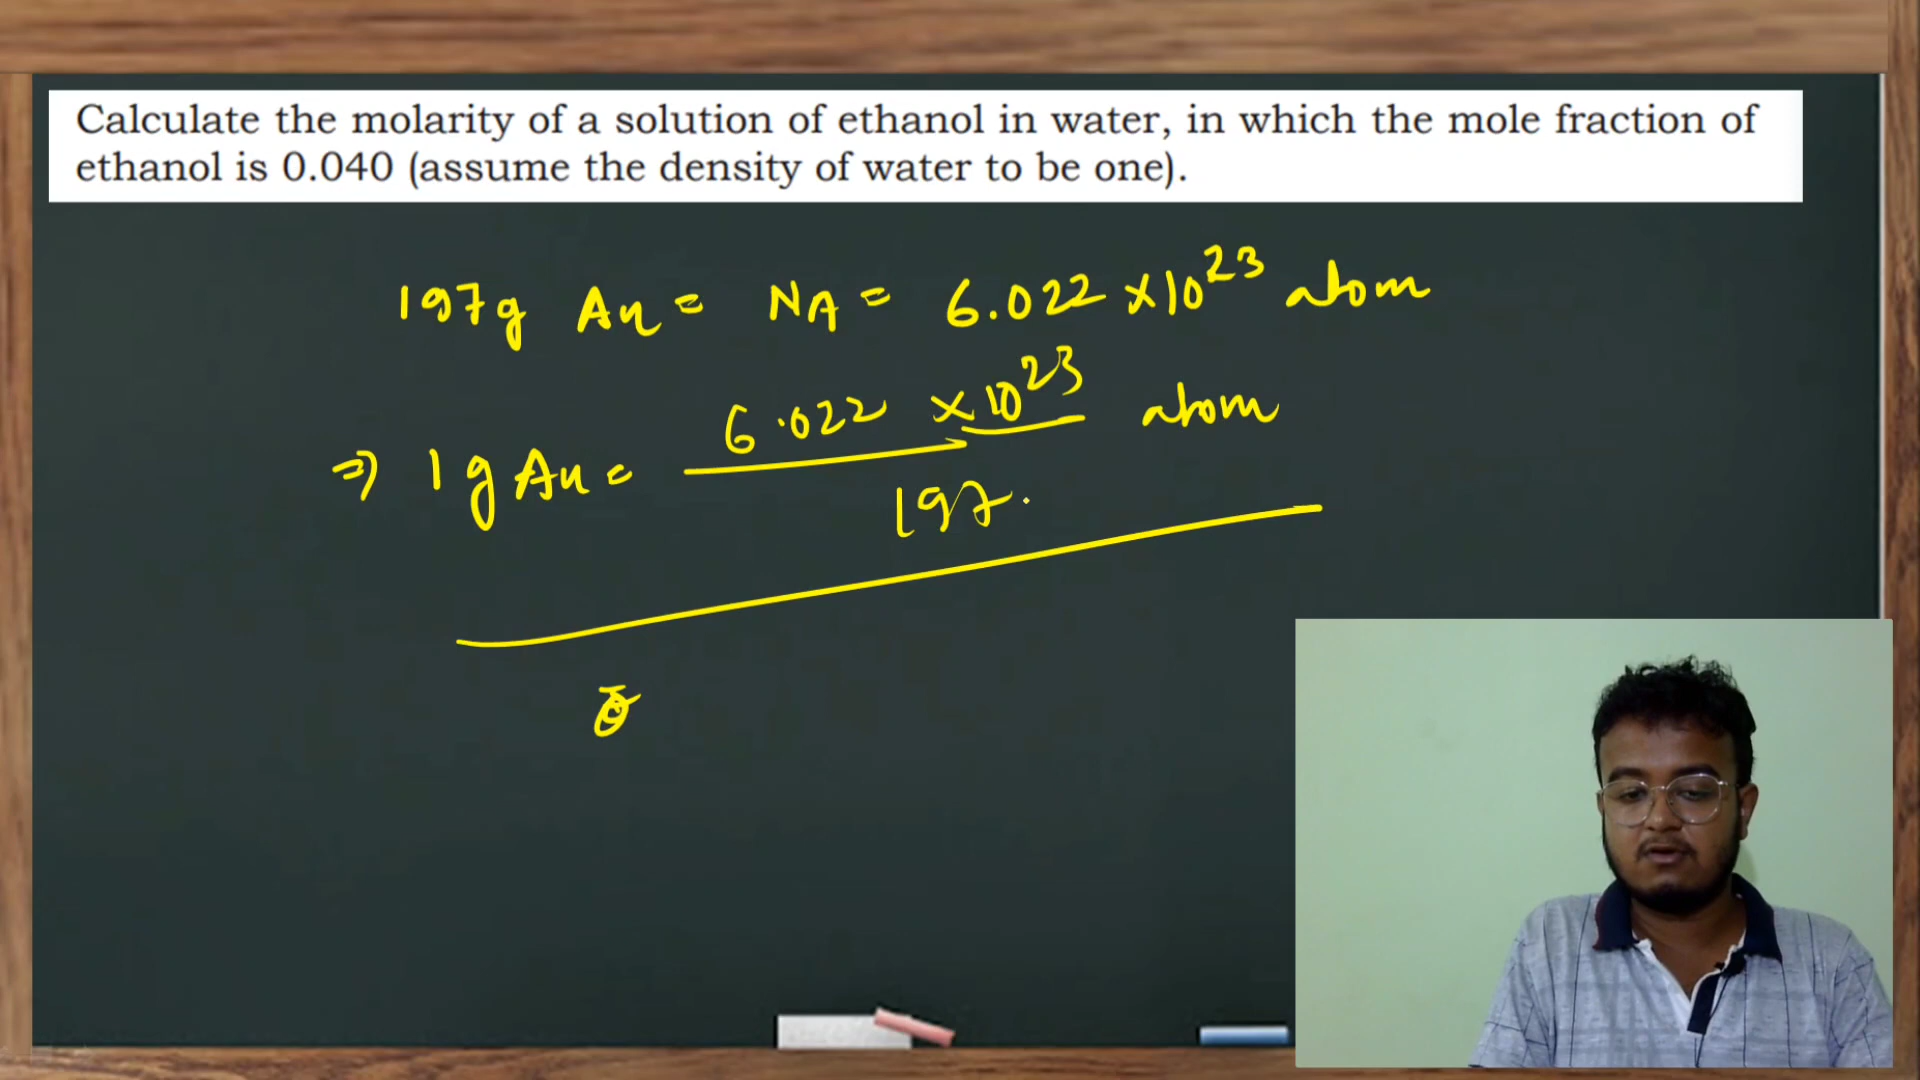 Calculate the molarity of a solution of ethanol in water, in which the mole fraction of
ethanol is 0.040 (assume the density of water to be one).
197g Au = NA = 6.022 ×10²³ atom
⇒ 1g Au = 6.022 ×10²³ atom
197.